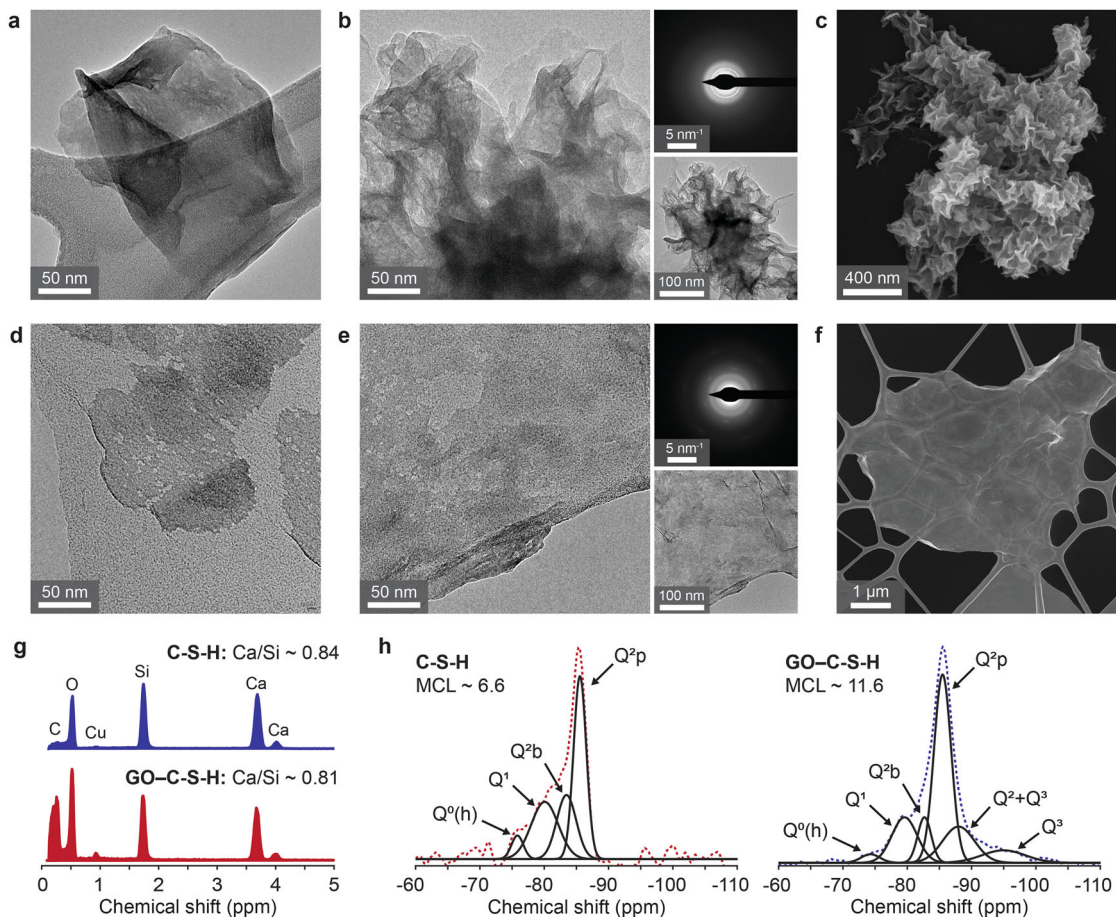 a
50 nm
b
50 nm
5 nm⁻¹
100 nm
c
400 nm
d
50 nm
e
50 nm
5 nm⁻¹
100 nm
f
1 µm
g
C-S-H: Ca/Si ~ 0.84
C
O
Cu
Si
Ca
Ca
GO–C-S-H: Ca/Si ~ 0.81
0 1 2 3 4 5
Chemical shift (ppm)
h
C-S-H
MCL ~ 6.6
Q²p
Q²b
Q¹
Q⁰(h)
-60 -70 -80 -90 -100 -110
Chemical shift (ppm)
GO–C-S-H
MCL ~ 11.6
Q²p
Q²b
Q¹
Q²+Q³
Q⁰(h)
Q³
-60 -70 -80 -90 -100 -110
Chemical shift (ppm)